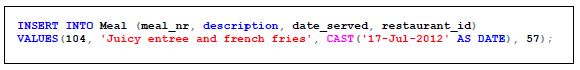 INSERT INTO Meal (meal_nr, description, date_served, restaurant_id)
VALUES(104, 'Juicy entree and french fries', CAST('17-Jul-2012' AS DATE), 57);